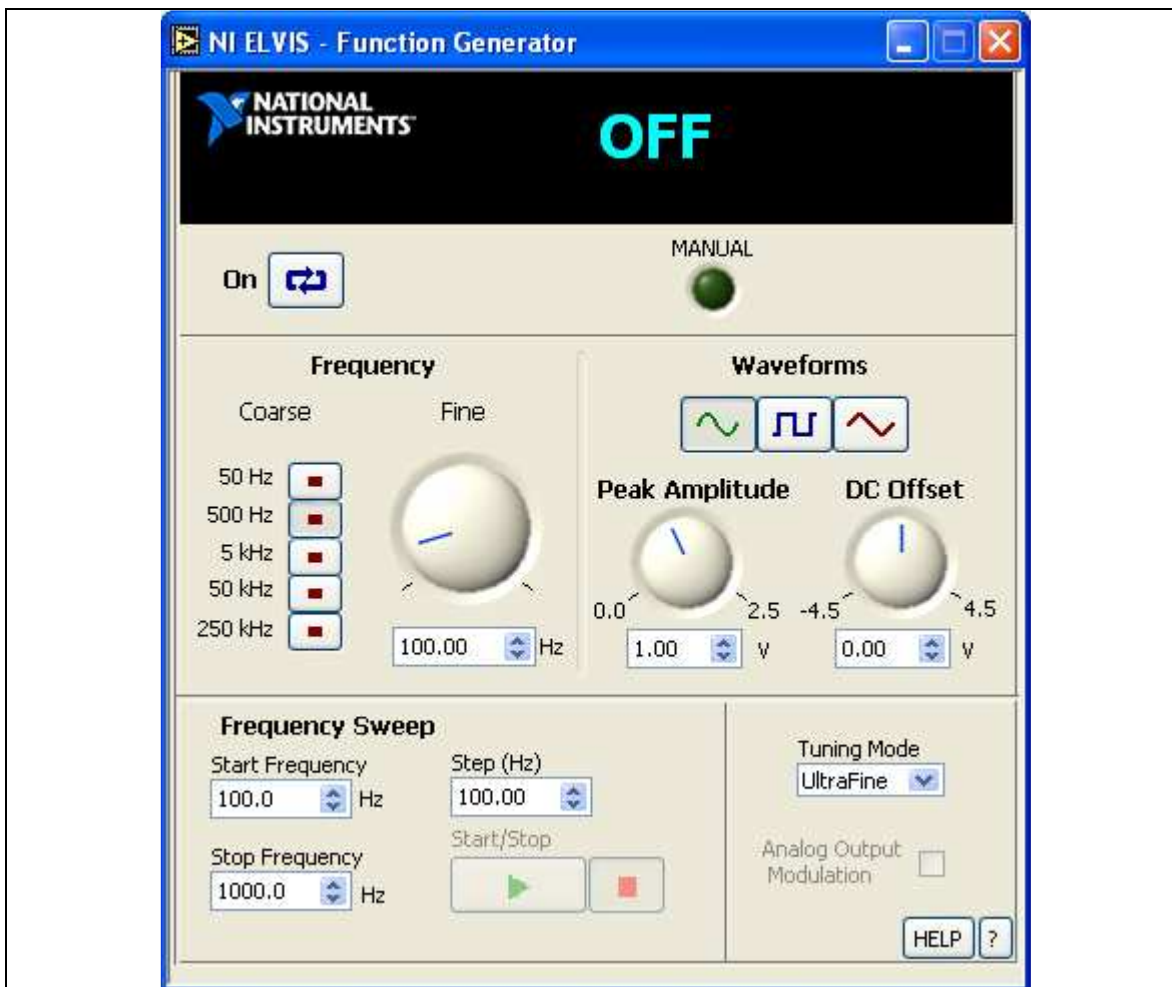 NI ELVIS - Function Generator
NATIONAL
INSTRUMENTS
OFF
On
MANUAL
Frequency
Coarse
Fine
50 Hz
500 Hz
5 kHz
50 kHz
250 kHz
100.00 Hz
Waveforms
Peak Amplitude
0.0 2.5
1.00 V
DC Offset
-4.5 4.5
0.00 V
Frequency Sweep
Start Frequency
100.0 Hz
Step (Hz)
100.00
Stop Frequency
1000.0 Hz
Start/Stop
Tuning Mode
UltraFine
Analog Output
Modulation
HELP ?